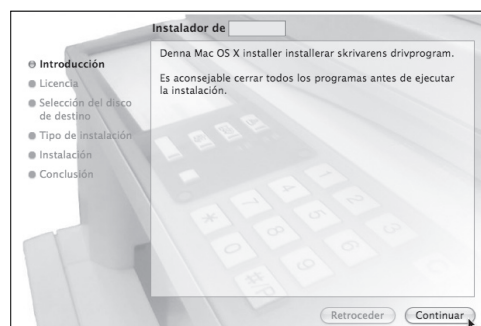 Instalador de
Introducción
Licencia
Selección del disco
de destino
Tipo de instalación
Instalación
Conclusión
Denna Mac OS X installer installerar skrivarens drivprogram.
Es aconsejable cerrar todos los programas antes de ejecutar
la instalación.
Retroceder
Continuar